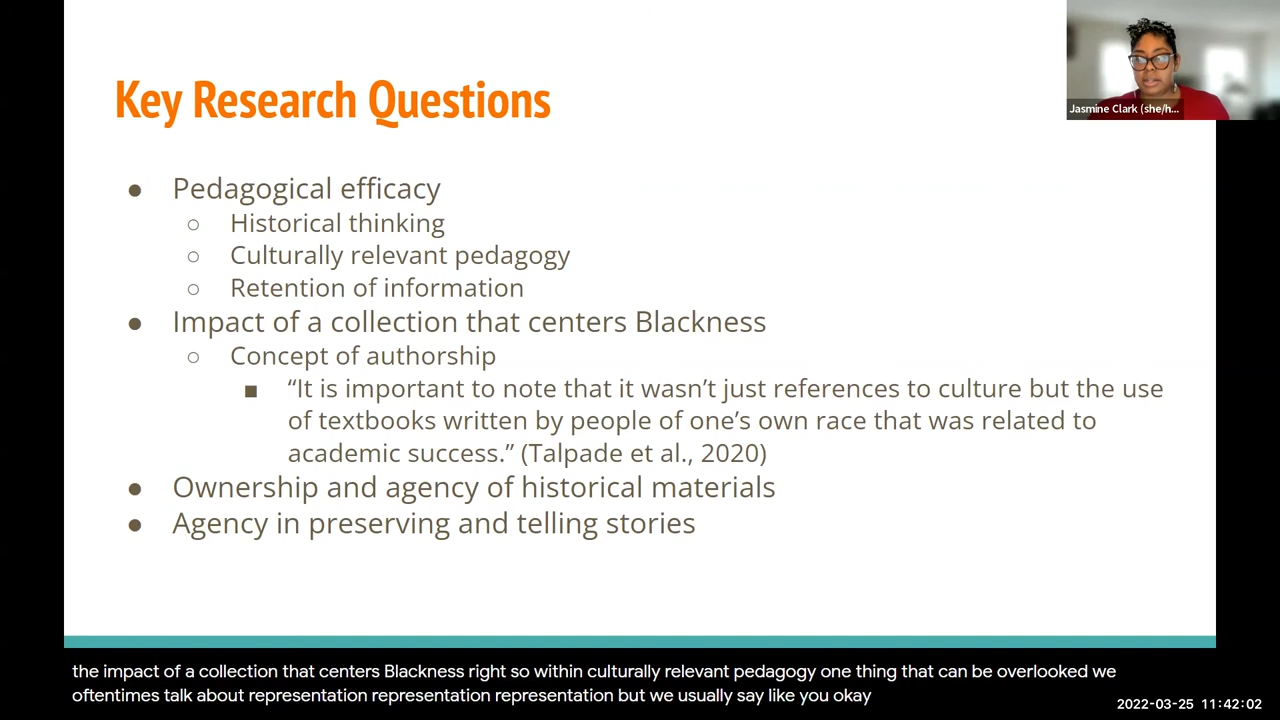 Key Research Questions
Jasmine Clark (she/h...
● Pedagogical efficacy
○ Historical thinking
○ Culturally relevant pedagogy
○ Retention of information
● Impact of a collection that centers Blackness
○ Concept of authorship
■ “It is important to note that it wasn’t just references to culture but the use
of textbooks written by people of one’s own race that was related to
academic success.” (Talpade et al., 2020)
● Ownership and agency of historical materials
● Agency in preserving and telling stories
the impact of a collection that centers Blackness right so within culturally relevant pedagogy one thing that can be overlooked we
oftentimes talk about representation representation representation but we usually say like you okay
2022-03-25 11:42:02